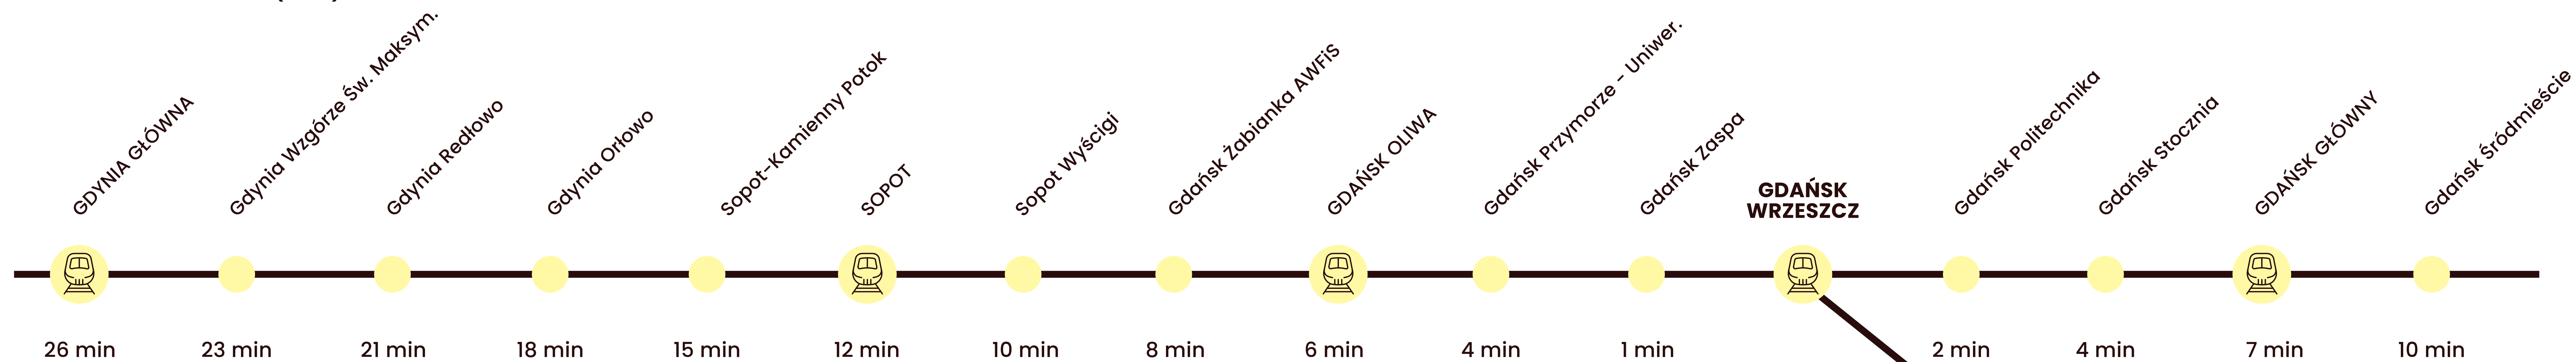 GDYNIA GŁÓWNA
Gdynia Wzgórze Św. Maksym.
Gdynia Redłowo
Gdynia Orłowo
Sopot-Kamienny Potok
SOPOT
Sopot Wyścigi
Gdańsk Żabianka AWFiS
GDAŃSK OLIWA
Gdańsk Przymorze - Uniwer.
Gdańsk Zaspa
GDAŃSK
WRZESZCZ
Gdańsk Politechnika
Gdańsk Stocznia
GDAŃSK GŁÓWNY
Gdańsk Śródmieście
26 min 23 min 21 min 18 min 15 min 12 min 10 min 8 min 6 min 4 min 1 min 2 min 4 min 7 min 10 min